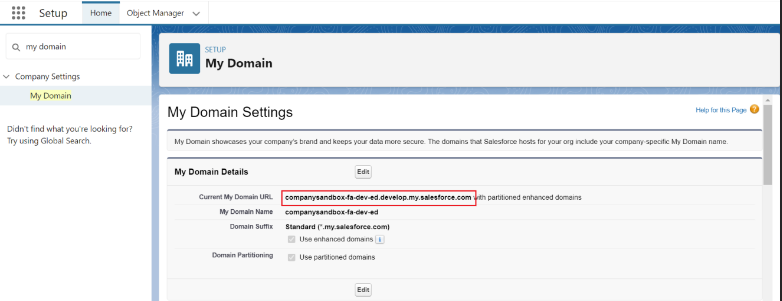 Setup
Home
Object Manager
my domain
Company Settings
My Domain
Didn't find what you're looking for?
Try using Global Search.
SETUP
My Domain
My Domain Settings
Help for this Page
My Domain showcases your company's brand and keeps your data more secure. The domains that Salesforce hosts for your org include your company-specific My Domain name.
My Domain Details
Edit
Current My Domain URL companysandbox-fa-dev-ed.develop.my.salesforce.com with partitioned enhanced domains
My Domain Name companysandbox-fa-dev-ed
Domain Suffix Standard (*.my.salesforce.com)
Use enhanced domains i
Domain Partitioning Use partitioned domains
Edit